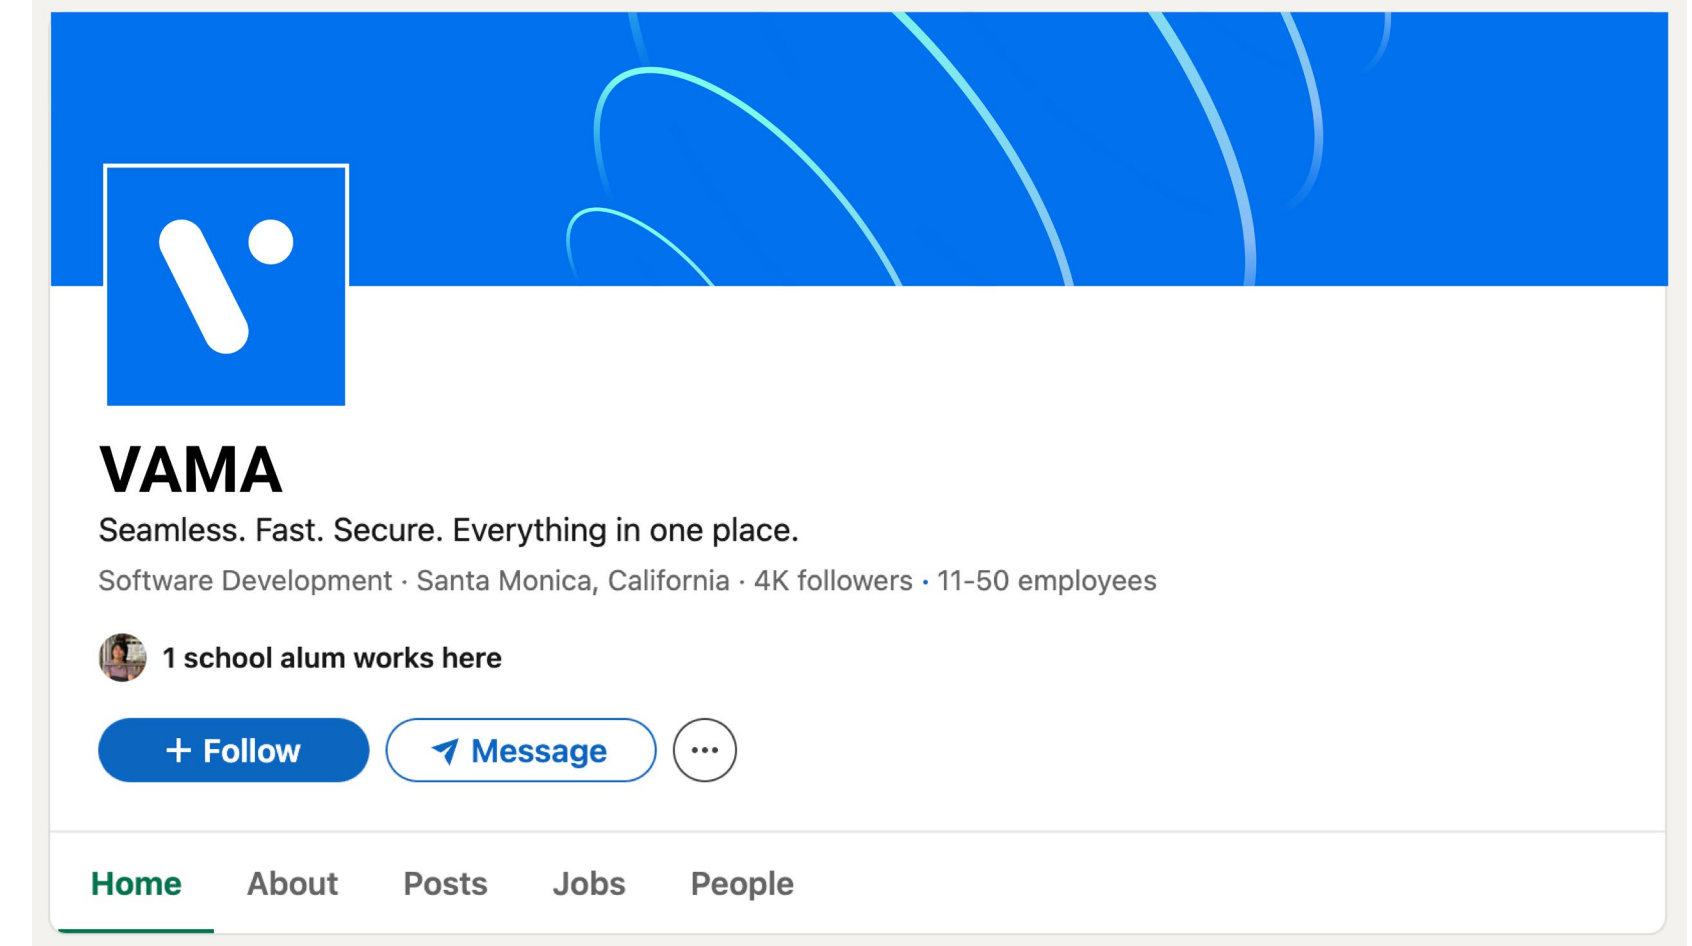 VAMA
Seamless. Fast. Secure. Everything in one place.
Software Development · Santa Monica, California · 4K followers · 11-50 employees
1 school alum works here
+ Follow
Message
Home About Posts Jobs People